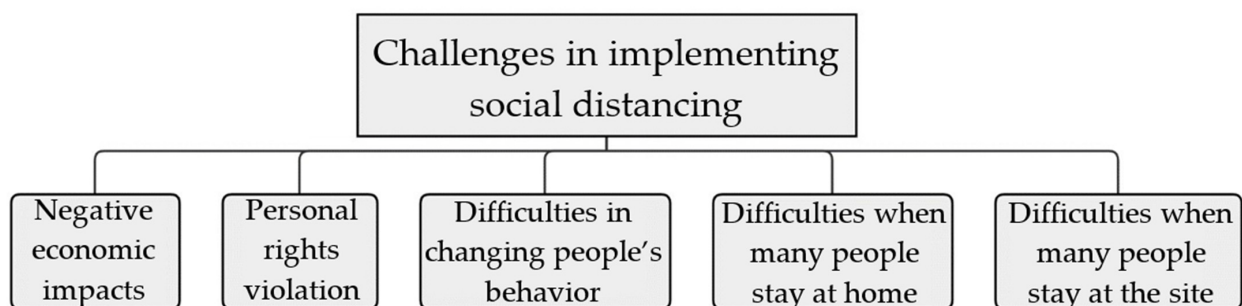 Challenges in implementing
social distancing
Negative
economic
impacts
Personal
rights
violation
Difficulties in
changing people’s
behavior
Difficulties when
many people
stay at home
Difficulties when
many people
stay at the site